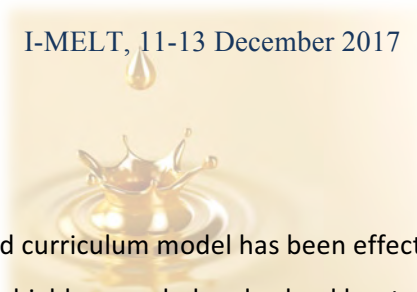 I-MELT, 11-13 December 2017
d curriculum model has been effect